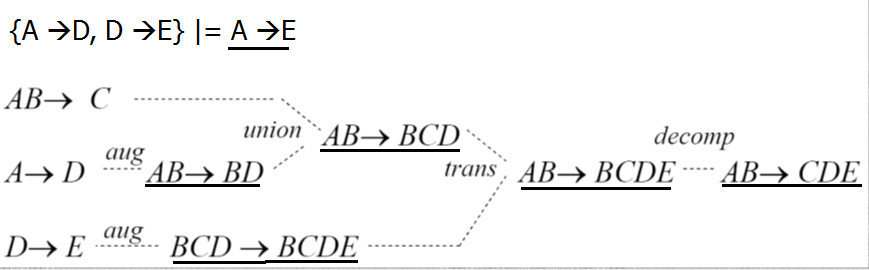 {A →D, D →E} |= A →E
AB→ C
union AB→ BCD decomp
A→ D aug AB→ BD trans AB→ BCDE AB→ CDE
D→ E aug BCD → BCDE